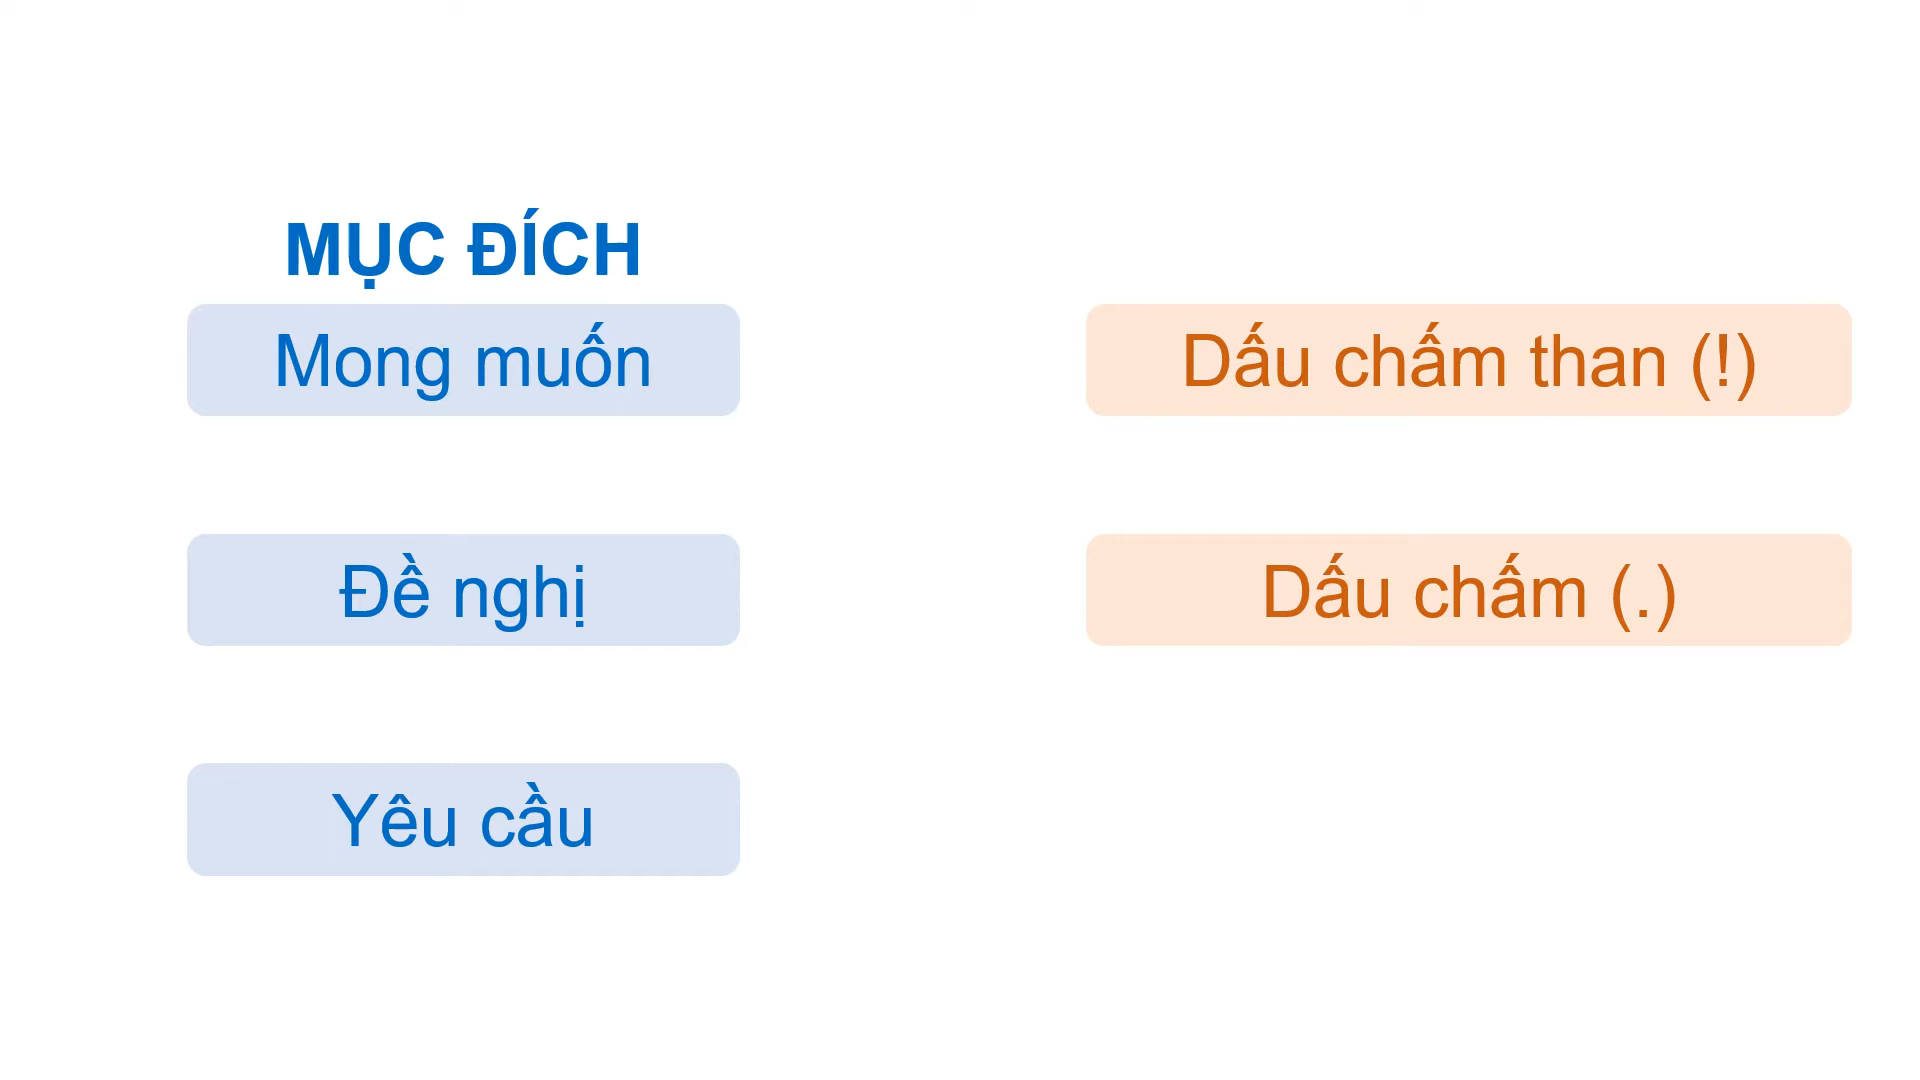 MỤC ĐÍCH
Mong muốn
Dấu chấm than (!)
Đề nghị
Dấu chấm (.)
Yêu cầu